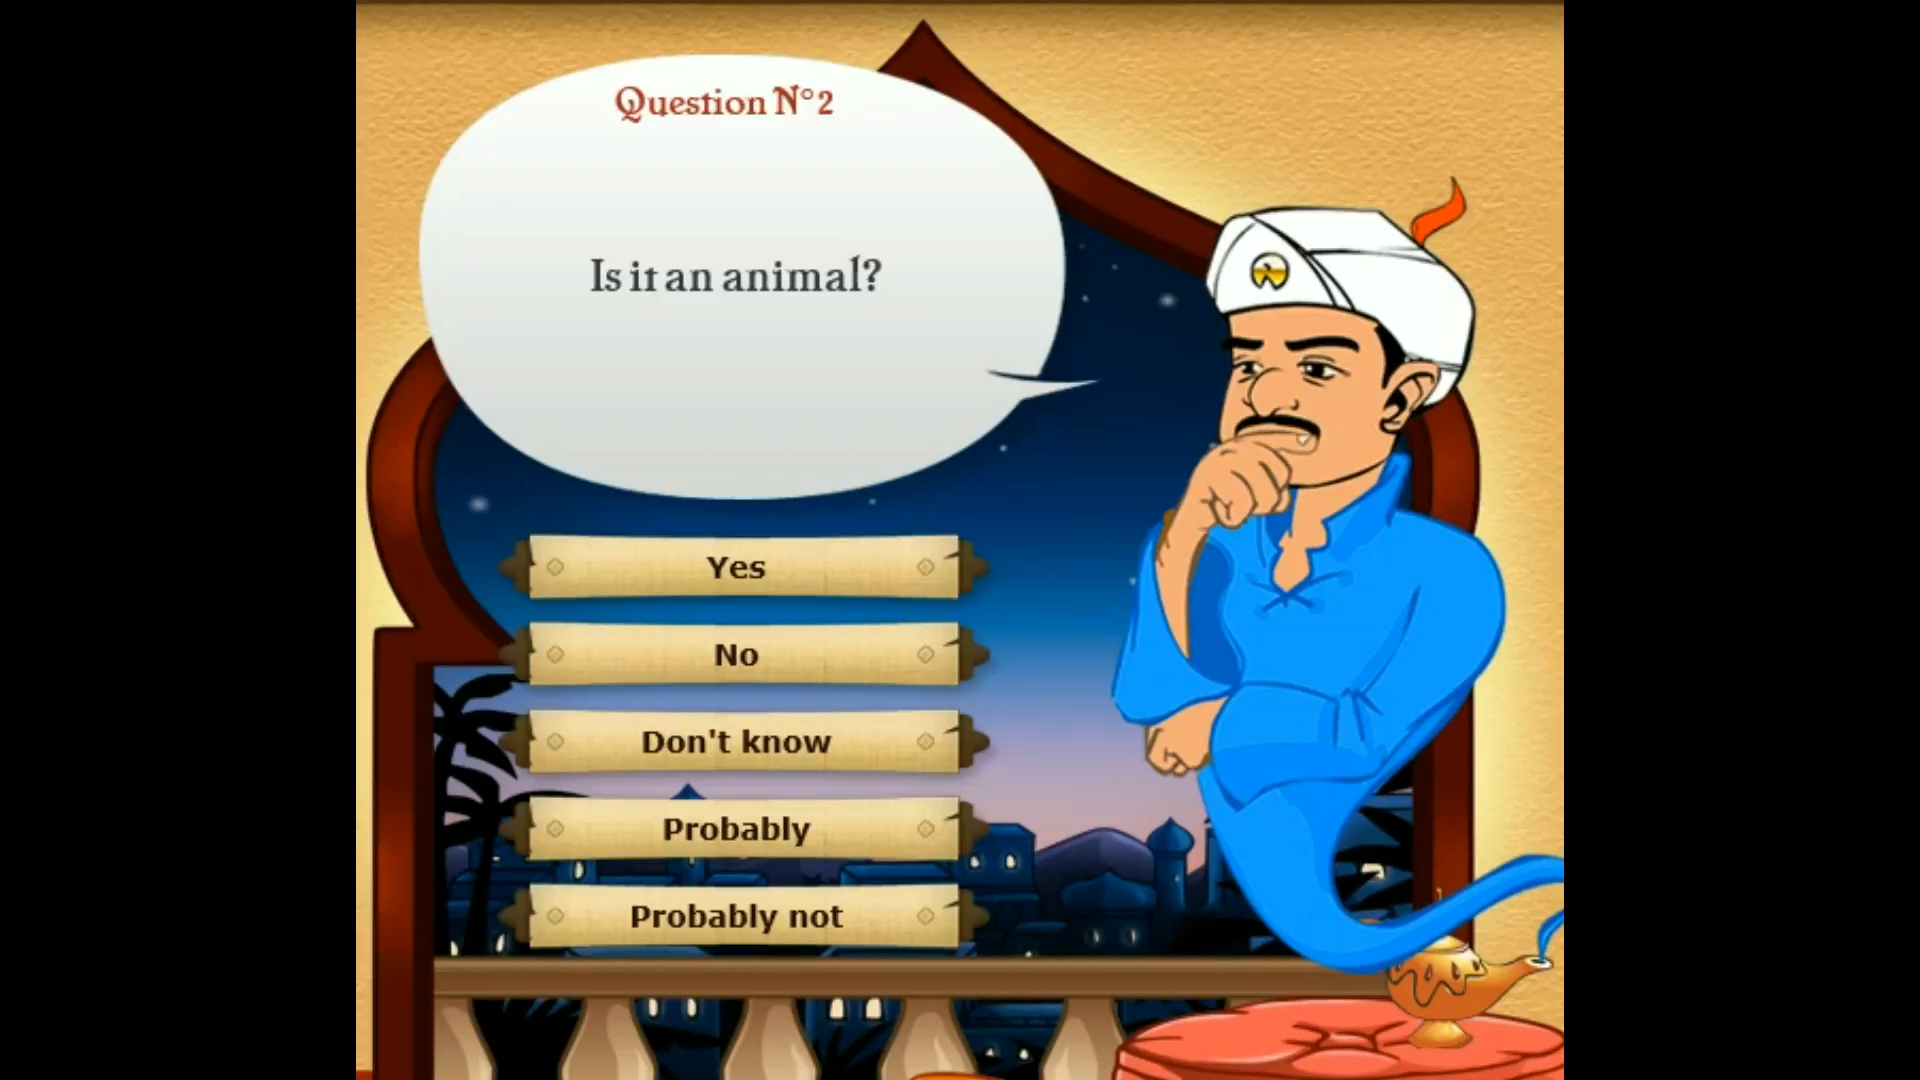 Question N°2
Is it an animal?
Yes
No
Don't know
Probably
Probably not